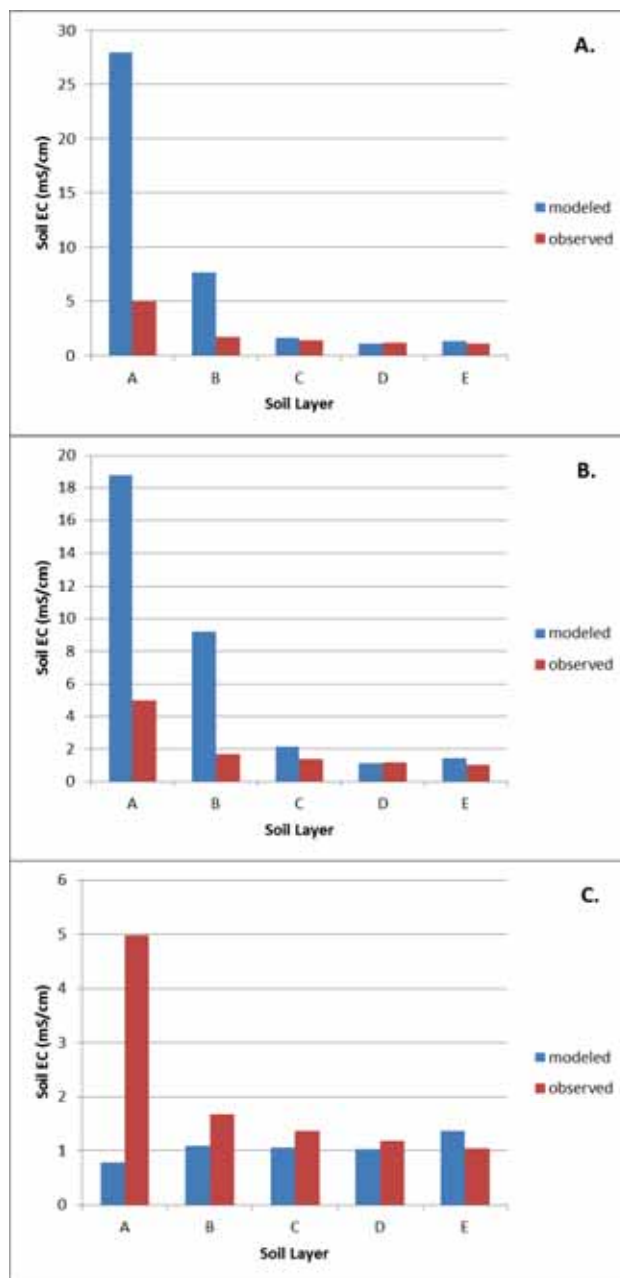 A.
30
25
20
15
10
5
0
Soil EC (mS/cm)
A B C D E
Soil Layer
modeled
observed
B.
20
18
16
14
12
10
8
6
4
2
0
Soil EC (mS/cm)
A B C D E
Soil Layer
modeled
observed
C.
6
5
4
3
2
1
0
Soil EC (mS/cm)
A B C D E
Soil Layer
modeled
observed